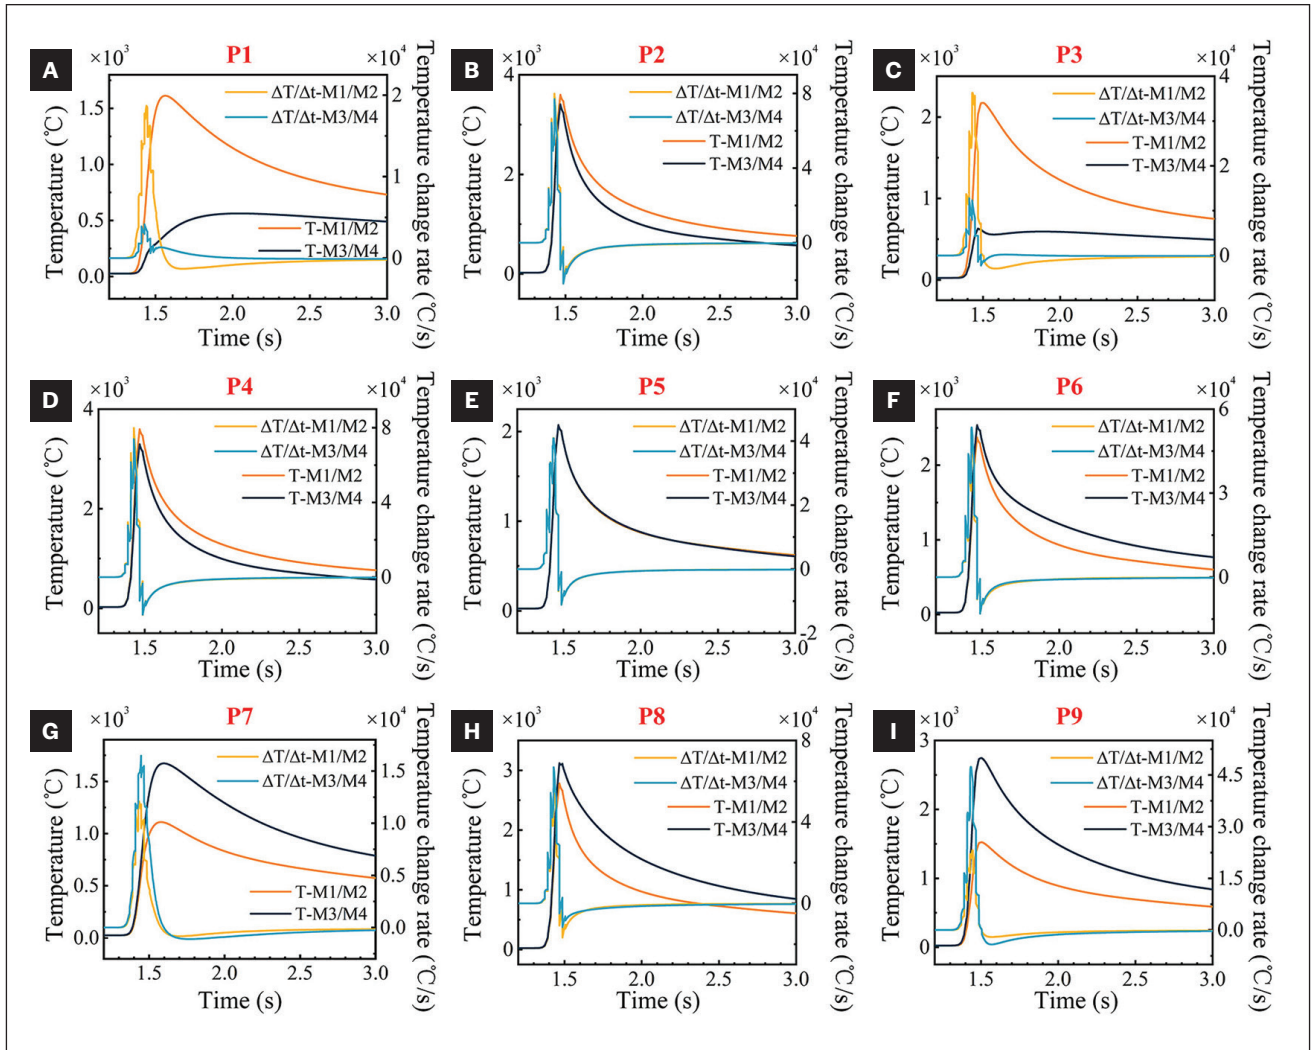 A
×10³
P1
×10⁴
ΔT/Δt-M1/M2
ΔT/Δt-M3/M4
T-M1/M2
T-M3/M4
1.5
1.0
0.5
0.0
2
1
0
1.5 2.0 2.5 3.0
Time (s)
Temperature (℃)
Temperature change rate (℃/s)
B
×10³
P2
×10⁴
ΔT/Δt-M1/M2
ΔT/Δt-M3/M4
T-M1/M2
T-M3/M4
4
2
0
8
4
0
1.5 2.0 2.5 3.0
Time (s)
Temperature (℃)
Temperature change rate (℃/s)
C
×10³
P3
×10⁴
ΔT/Δt-M1/M2
ΔT/Δt-M3/M4
T-M1/M2
T-M3/M4
2
1
0
4
2
0
1.5 2.0 2.5 3.0
Time (s)
Temperature (℃)
Temperature change rate (℃/s)
D
×10³
P4
×10⁴
ΔT/Δt-M1/M2
ΔT/Δt-M3/M4
T-M1/M2
T-M3/M4
4
2
0
8
4
0
1.5 2.0 2.5 3.0
Time (s)
Temperature (℃)
Temperature change rate (℃/s)
E
×10³
P5
×10⁴
ΔT/Δt-M1/M2
ΔT/Δt-M3/M4
T-M1/M2
T-M3/M4
2
1
0
4
2
0
-2
1.5 2.0 2.5 3.0
Time (s)
Temperature (℃)
Temperature change rate (℃/s)
F
×10³
P6
×10⁴
ΔT/Δt-M1/M2
ΔT/Δt-M3/M4
T-M1/M2
T-M3/M4
2
1
0
6
3
0
1.5 2.0 2.5 3.0
Time (s)
Temperature (℃)
Temperature change rate (℃/s)
G
×10³
P7
×10⁴
ΔT/Δt-M1/M2
ΔT/Δt-M3/M4
T-M1/M2
T-M3/M4
1.5
1.0
0.5
0.0
1.5
1.0
0.5
0.0
1.5 2.0 2.5 3.0
Time (s)
Temperature (℃)
Temperature change rate (℃/s)
H
×10³
P8
×10⁴
ΔT/Δt-M1/M2
ΔT/Δt-M3/M4
T-M1/M2
T-M3/M4
3
2
1
0
8
4
0
1.5 2.0 2.5 3.0
Time (s)
Temperature (℃)
Temperature change rate (℃/s)
I
×10³
P9
×10⁴
ΔT/Δt-M1/M2
ΔT/Δt-M3/M4
T-M1/M2
T-M3/M4
3
2
1
0
4.5
3.0
1.5
0.0
1.5 2.0 2.5 3.0
Time (s)
Temperature (℃)
Temperature change rate (℃/s)